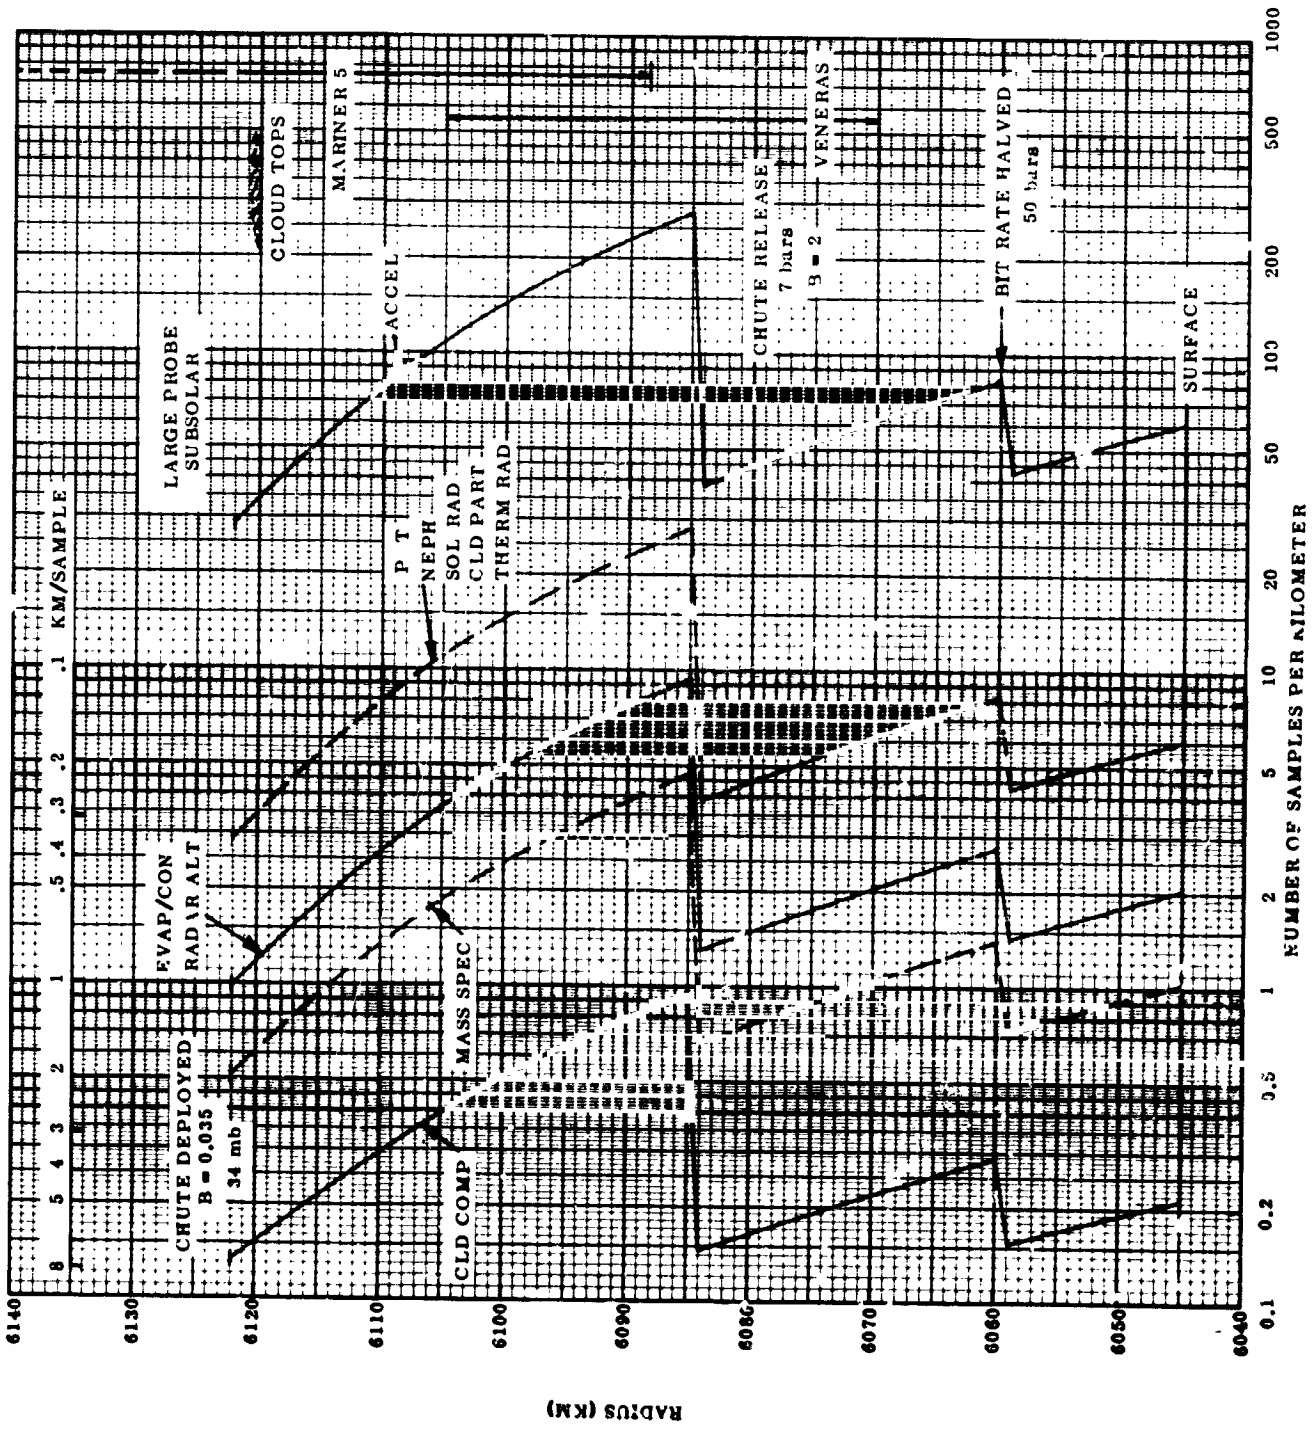 KM/SAMPLE
8 5 4 3 2 1 .5 .4 .3 .2 .1
6140
6130
6120
6110
6100
6090
6080
6070
6060
6050
6040
RADIUS (KM)
CHUTE DEPLOYED
B = 0.035
34 mb
EVAP/CON
RADAR ALT
LARGE PROBE
SUBSOLAR
CLOUD TOPS
MARINER 5
ACCEL
P T
NEPH
SOL RAD
CLD PART
THERM RAD
MASS SPEC
CLD COMP
CHUTE RELEASE
7 bars
B = 2
VENERAS
BIT RATE HALVED
50 bars
SURFACE
0.1 0.2 0.5 1 2 5 10 20 50 100 200 500 1000
NUMBER OF SAMPLES PER KILOMETER